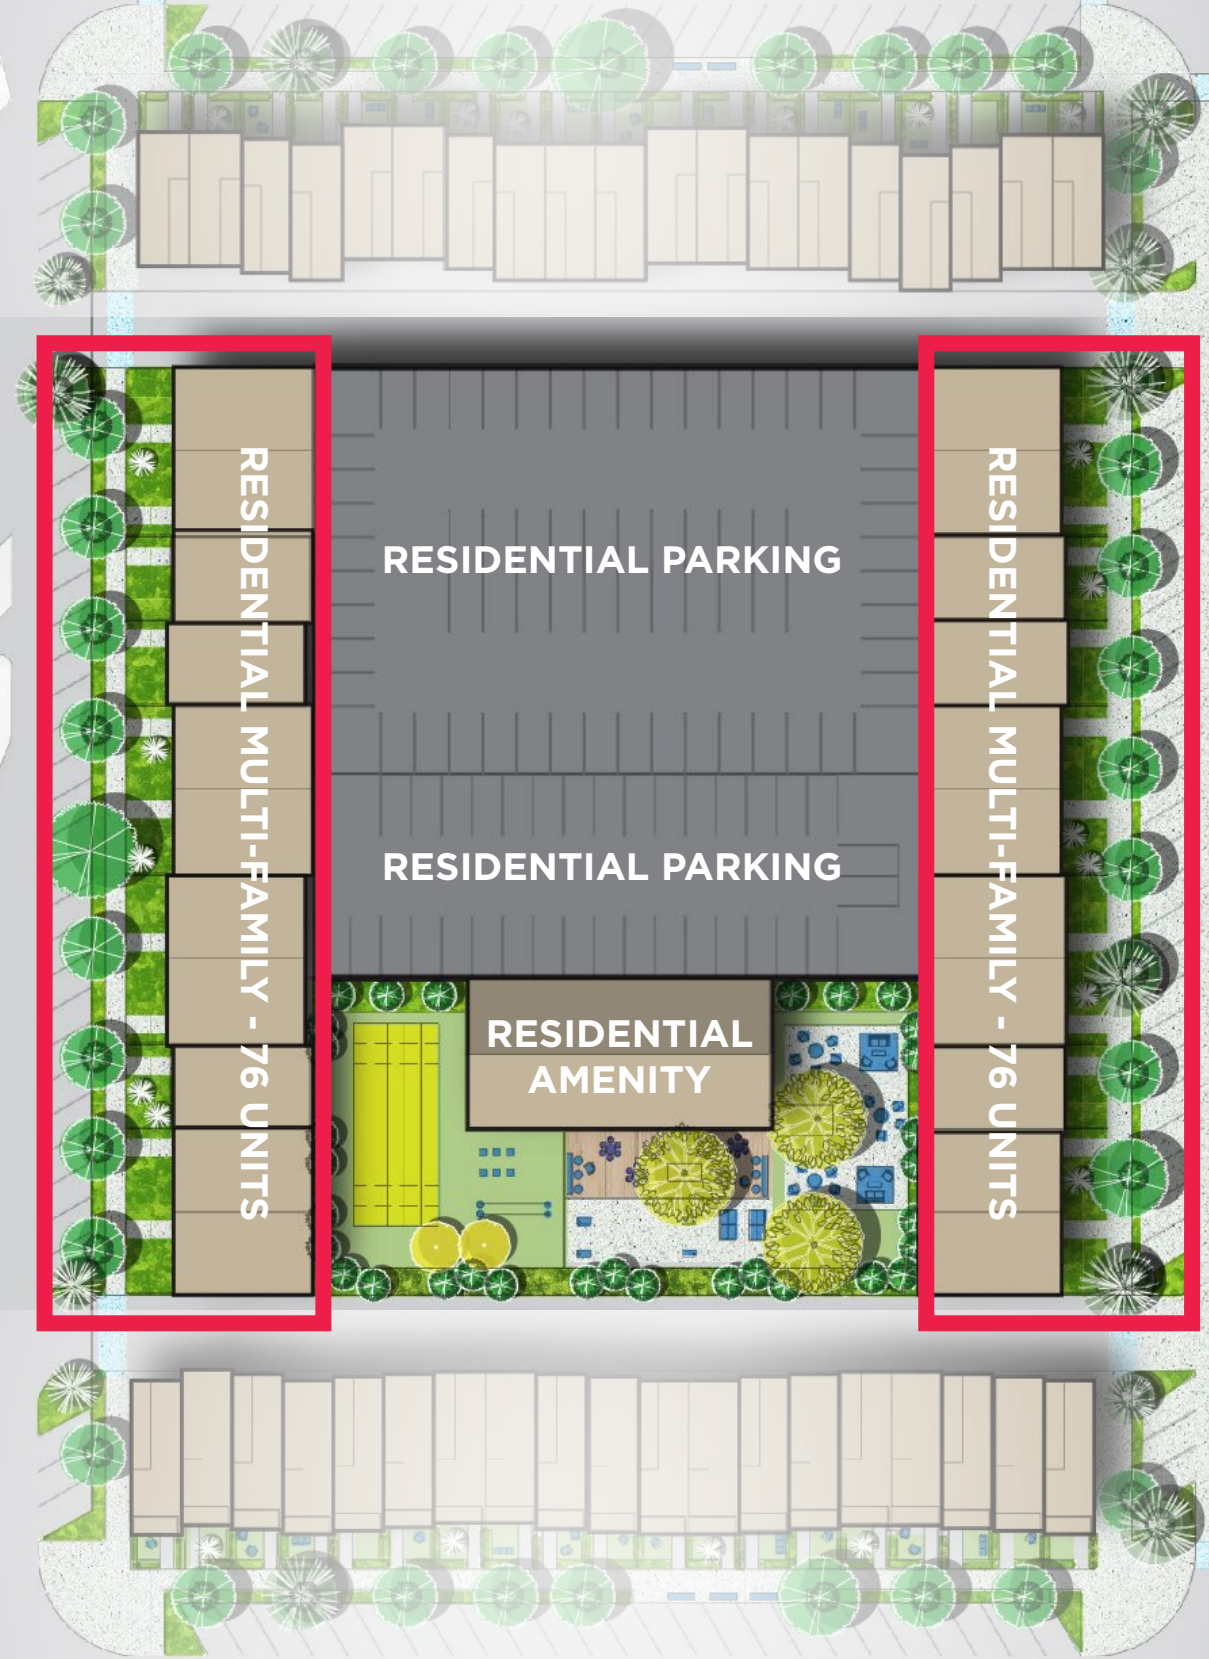 RESIDENTIAL MULTI-FAMILY - 76 UNITS
RESIDENTIAL PARKING
RESIDENTIAL PARKING
RESIDENTIAL
AMENITY
RESIDENTIAL MULTI-FAMILY - 76 UNITS